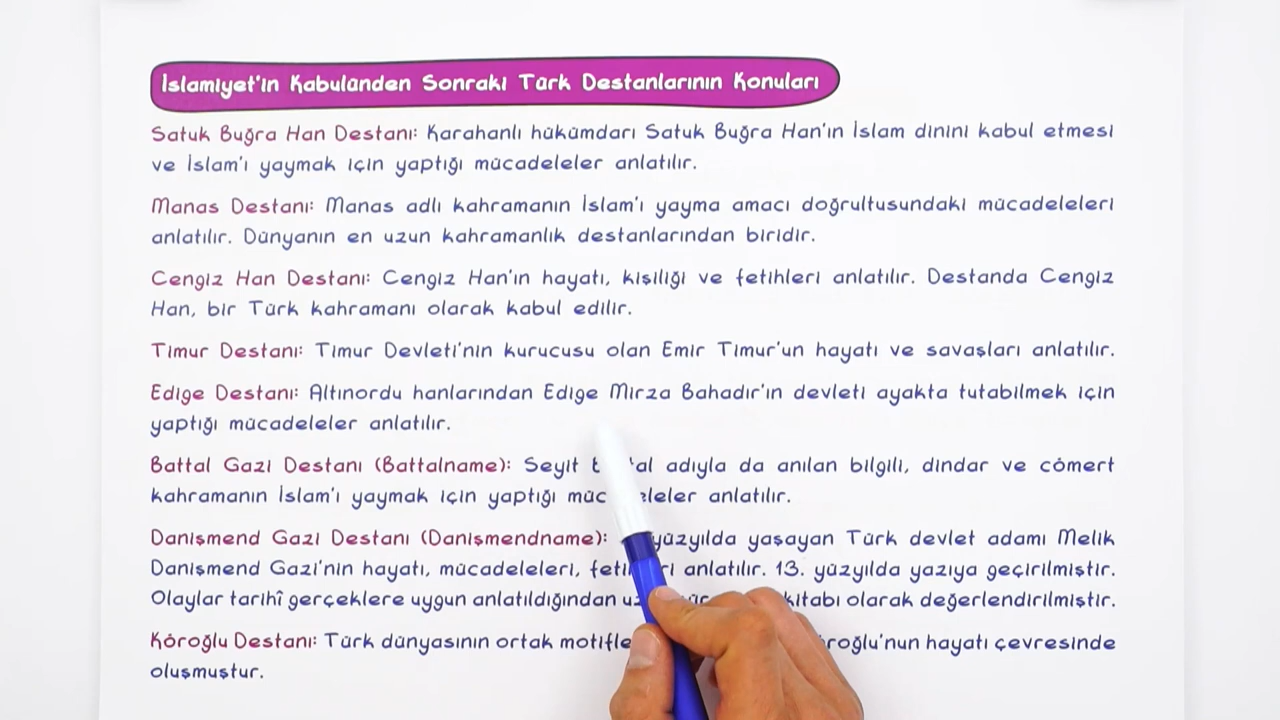 İslamiyet'in Kabulünden Sonraki Türk Destanlarının Konuları
Satuk Buğra Han Destanı: Karahanlı hükümdarı Satuk Buğra Han'ın İslam dinini kabul etmesi
ve İslam'ı yaymak için yaptığı mücadeleler anlatılır.
Manas Destanı: Manas adlı kahramanın İslam'ı yayma amacı doğrultusundaki mücadeleleri
anlatılır. Dünyanın en uzun kahramanlık destanlarından biridir.
Cengiz Han Destanı: Cengiz Han'ın hayatı, kişiliği ve fetihleri anlatılır. Destanda Cengiz
Han, bir Türk kahramanı olarak kabul edilir.
Timur Destanı: Timur Devleti'nin kurucusu olan Emir Timur'un hayatı ve savaşları anlatılır.
Edige Destanı: Altınordu hanlarından Edige Mirza Bahadır'ın devleti ayakta tutabilmek için
yaptığı mücadeleler anlatılır.
Battal Gazi Destanı (Battalname): Seyit adıyla da anılan bilgili, dindar ve cömert
kahramanın İslam'ı yaymak için yaptığı anlatılır.
Danişmend Gazi Destanı (Danişmendname): yüzyılda yaşayan Türk devlet adamı Melik
Danişmend Gazi'nin hayatı, mücadeleleri, anlatılır. 13. yüzyılda yazıya geçirilmiştir.
Olaylar tarihî gerçeklere uygun anlatıldığından kitabı olarak değerlendirilmiştir.
Köroğlu Destanı: Türk dünyasının ortak hayatı çevresinde
oluşmuştur.